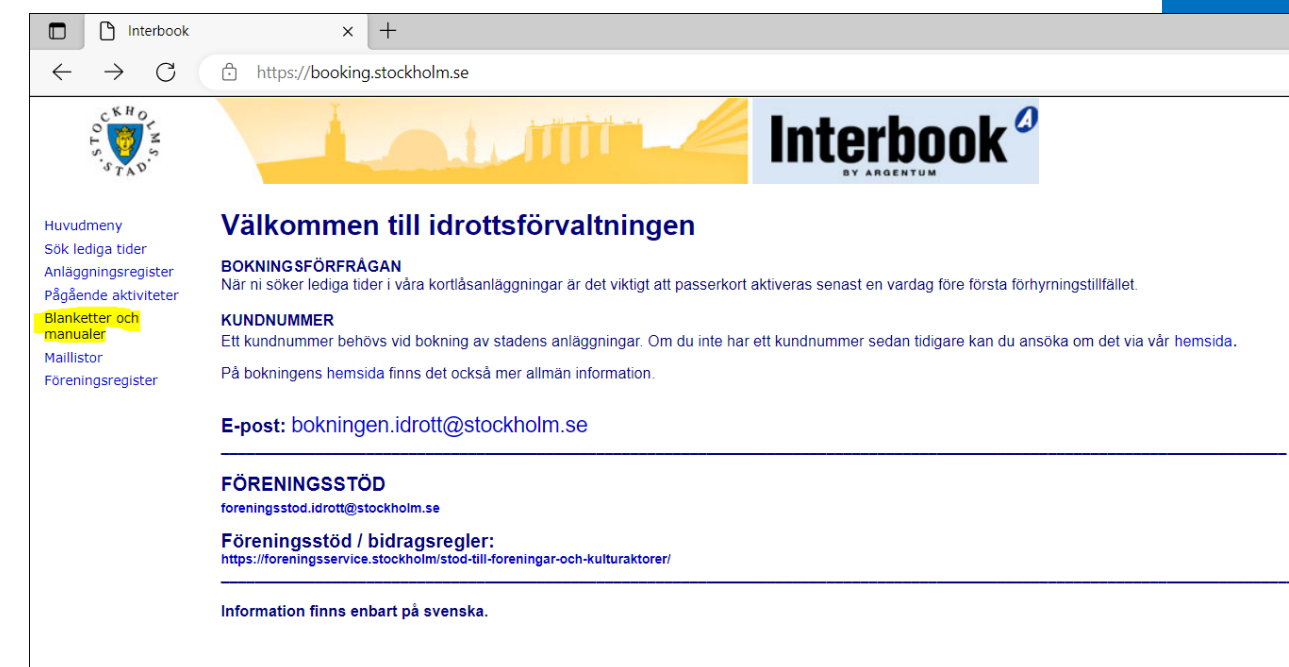 Interbook
https://booking.stockholm.se
STOCKHOLMS STAD
Interbook
BY ARGENTUM
Huvudmeny
Sök lediga tider
Anläggningsregister
Pågående aktiviteter
Blanketter och
manualer
Maillistor
Föreningsregister
Välkommen till idrottsförvaltningen
BOKNINGSFÖRFRÅGAN
När ni söker lediga tider i våra kortlåsanläggningar är det viktigt att passerkort aktiveras senast en vardag före första förhyrningstillfället.
KUNDNUMMER
Ett kundnummer behövs vid bokning av stadens anläggningar. Om du inte har ett kundnummer sedan tidigare kan du ansöka om det via vår hemsida.
På bokningens hemsida finns det också mer allmän information.
E-post: bokningen.idrott@stockholm.se
FÖRENINGSSTÖD
foreningsstod.idrott@stockholm.se
Föreningsstöd / bidragsregler:
https://foreningsservice.stockholm/stod-till-foreningar-och-kulturaktorer/
Information finns enbart på svenska.